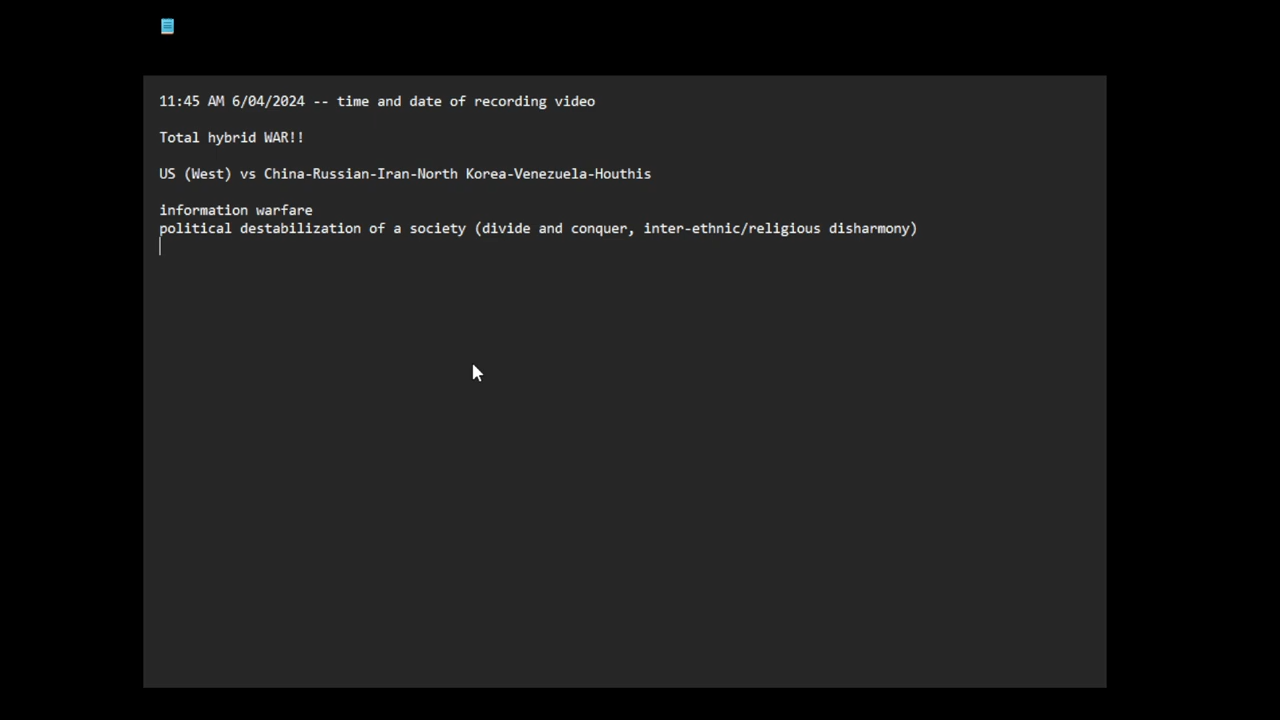 11:45 AM 6/04/2024 -- time and date of recording video
Total hybrid WAR!!
US (West) vs China-Russian-Iran-North Korea-Venezuela-Houthis
information warfare
political destabilization of a society (divide and conquer, inter-ethnic/religious disharmony)